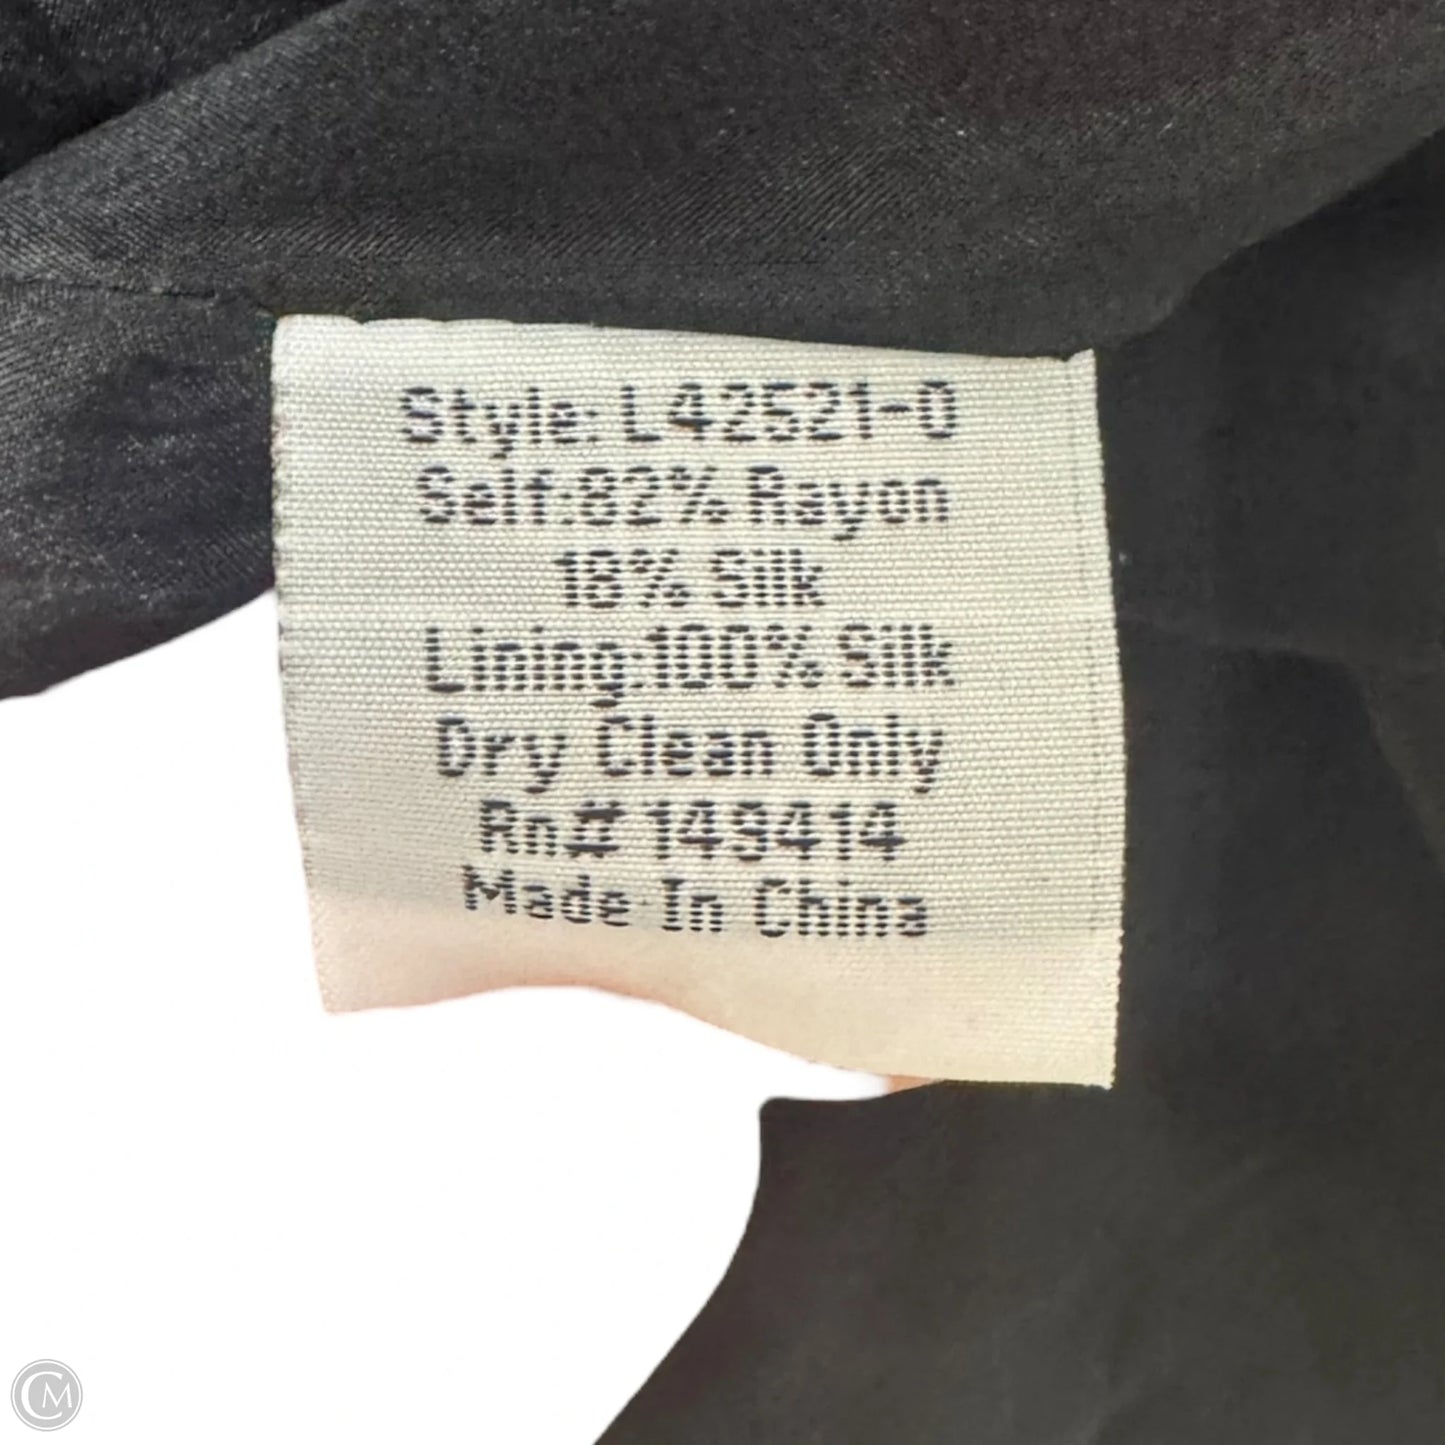 Style: L42521-0
Self:82% Rayon
18% Silk
Lining:100% Silk
Dry Clean Only
Rn# 149414
Made In China
CM